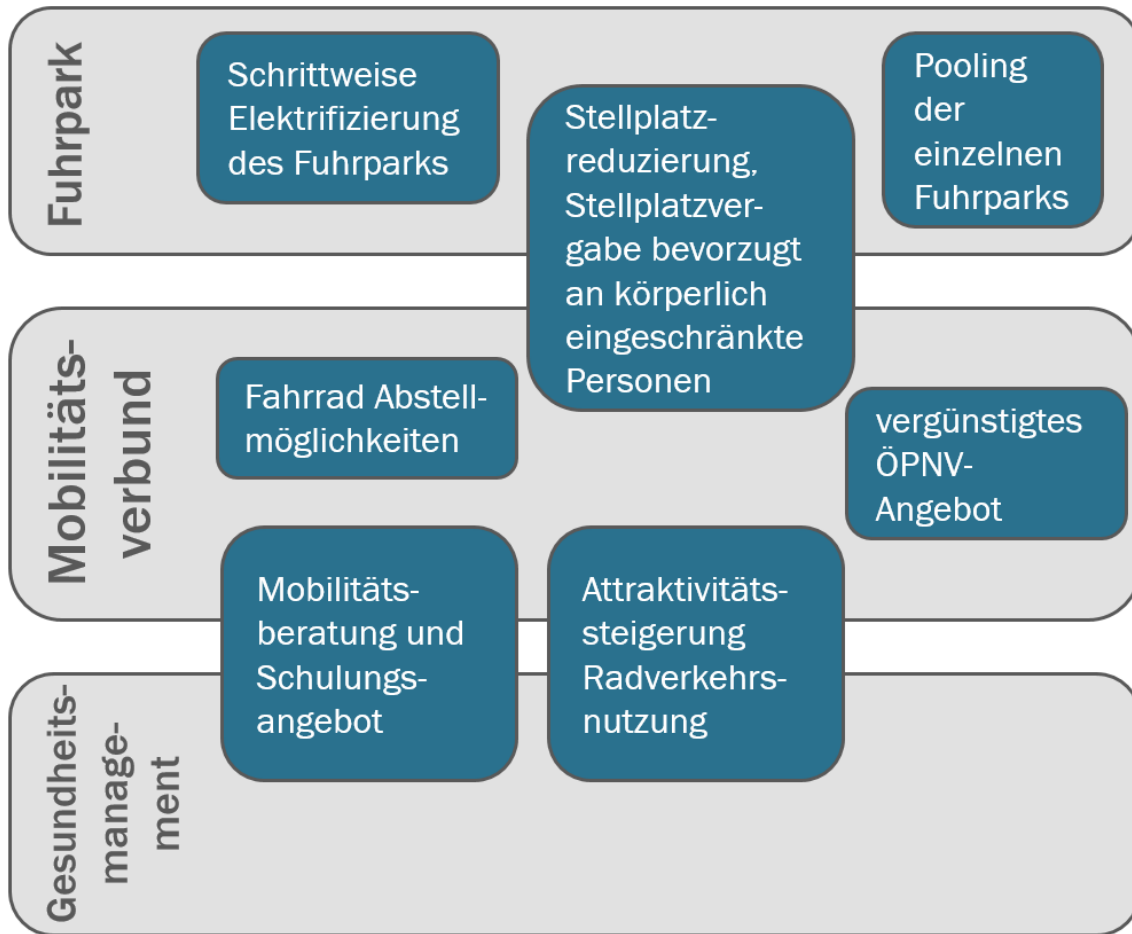 Fuhrpark
Schrittweise
Elektrifizierung
des Fuhrparks
Stellplatz-
reduzierung,
Stellplatzver-
gabe bevorzugt
an körperlich
eingeschränkte
Personen
Pooling
der
einzelnen
Fuhrparks
Mobilitäts-
verbund
Fahrrad Abstell-
möglichkeiten
vergünstigtes
ÖPNV-
Angebot
Mobilitäts-
beratung und
Schulungs-
angebot
Attraktivitäts-
steigerung
Radverkehrs-
nutzung
Gesundheits-
manage-
ment